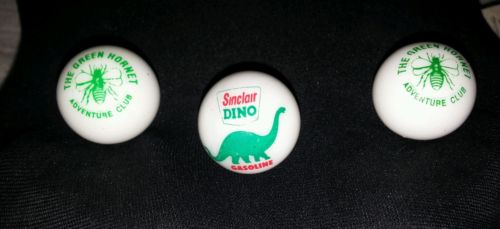 THE GREEN HORNET
ADVENTURE CLUB
Sinclair
DINO
GASOLINE
THE GREEN HORNET
ADVENTURE CLUB